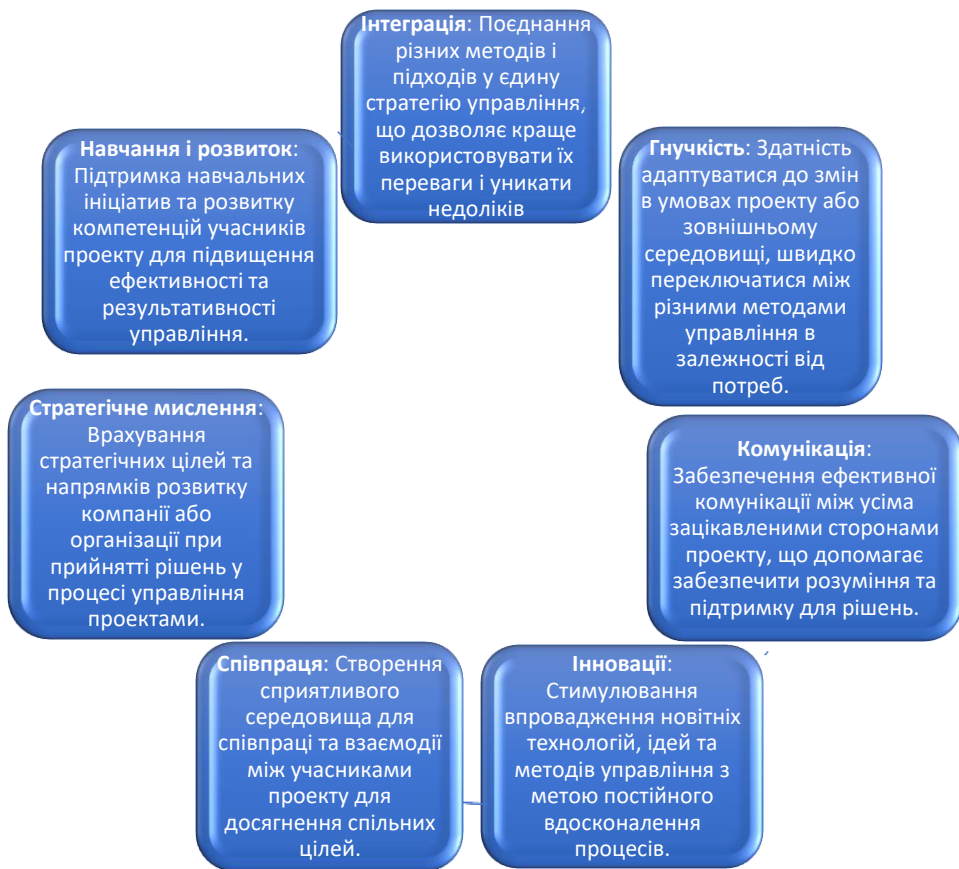 Інтеграція: Поєднання
різних методів і
підходів у єдину
стратегію управління,
що дозволяє краще
використовувати їх
переваги і уникати
недоліків
Гнучкість: Здатність
адаптуватися до змін
в умовах проекту або
зовнішньому
середовищі, швидко
переключатися між
різними методами
управління в
залежності від
потреб.
Комунікація:
Забезпечення ефективної
комунікації між усіма
зацікавленими сторонами
проекту, що допомагає
забезпечити розуміння та
підтримку для рішень.
Інновації:
Стимулювання
впровадження новітніх
технологій, ідей та
методів управління з
метою постійного
вдосконалення
процесів.
Співпраця: Створення
сприятливого
середовища для
співпраці та взаємодії
між учасниками
проекту для
досягнення спільних
цілей.
Стратегічне мислення:
Врахування
стратегічних цілей та
напрямків розвитку
компанії або
організації при
прийнятті рішень у
процесі управління
проектами.
Навчання і розвиток:
Підтримка навчальних
ініціатив та розвитку
компетенцій учасників
проекту для підвищення
ефективності та
результативності
управління.